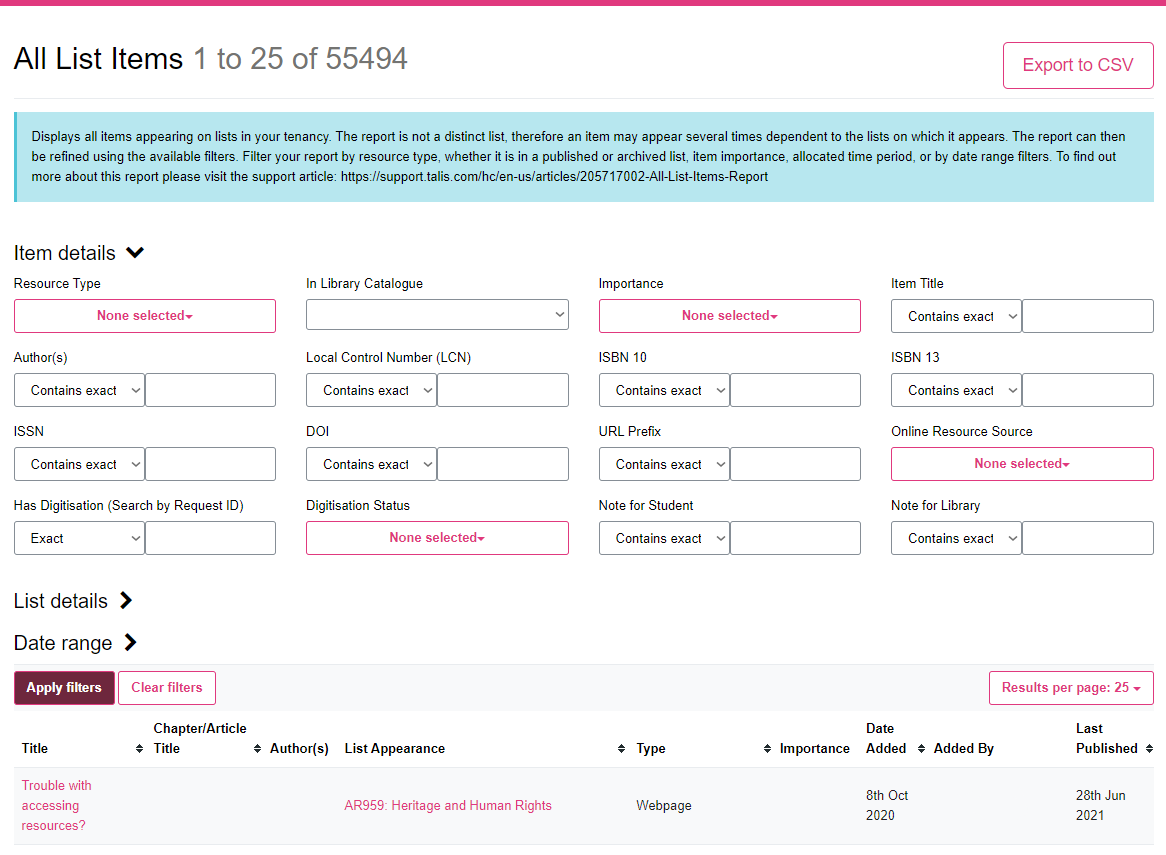 All List Items 1 to 25 of 55494
Export to CSV
Displays all items appearing on lists in your tenancy. The report is not a distinct list, therefore an item may appear several times dependent to the lists on which it appears. The report can then
be refined using the available filters. Filter your report by resource type, whether it is in a published or archived list, item importance, allocated time period, or by date range filters. To find out
more about this report please visit the support article: https://support.talis.com/hc/en-us/articles/205717002-All-List-Items-Report
Item details
Resource Type In Library Catalogue Importance Item Title
None selected None selected Contains exact
Author(s) Local Control Number (LCN) ISBN 10 ISBN 13
Contains exact Contains exact Contains exact Contains exact
ISSN DOI URL Prefix Online Resource Source
Contains exact Contains exact Contains exact None selected
Has Digitisation (Search by Request ID) Digitisation Status Note for Student Note for Library
Exact None selected Contains exact Contains exact
List details
Date range
Apply filters Clear filters Results per page: 25
Chapter/Article Date Last
Title Title Author(s) List Appearance Type Importance Added Added By Published
Trouble with
accessing
resources?
AR959: Heritage and Human Rights
Webpage
8th Oct
2020
28th Jun
2021